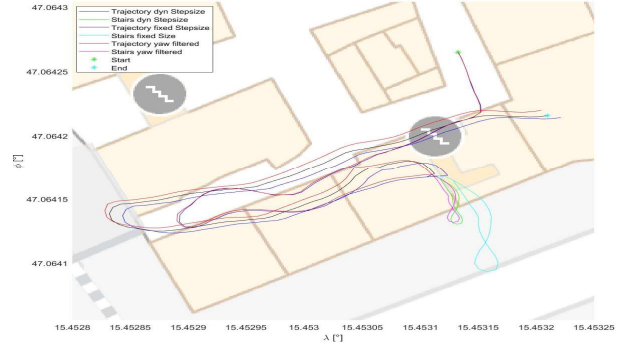 47.0643
47.06425
47.0642
47.06415
47.0641
φ [°]
Trajectory dyn Stepsize
Stairs dyn Stepsize
Trajectory fixed Stepsize
Stairs fixed Size
Trajectory yaw filtered
Stairs yaw filtered
Start
End
15.4528 15.45285 15.4529 15.45295 15.453 15.45305 15.4531 15.45315 15.4532 15.45325
λ [°]